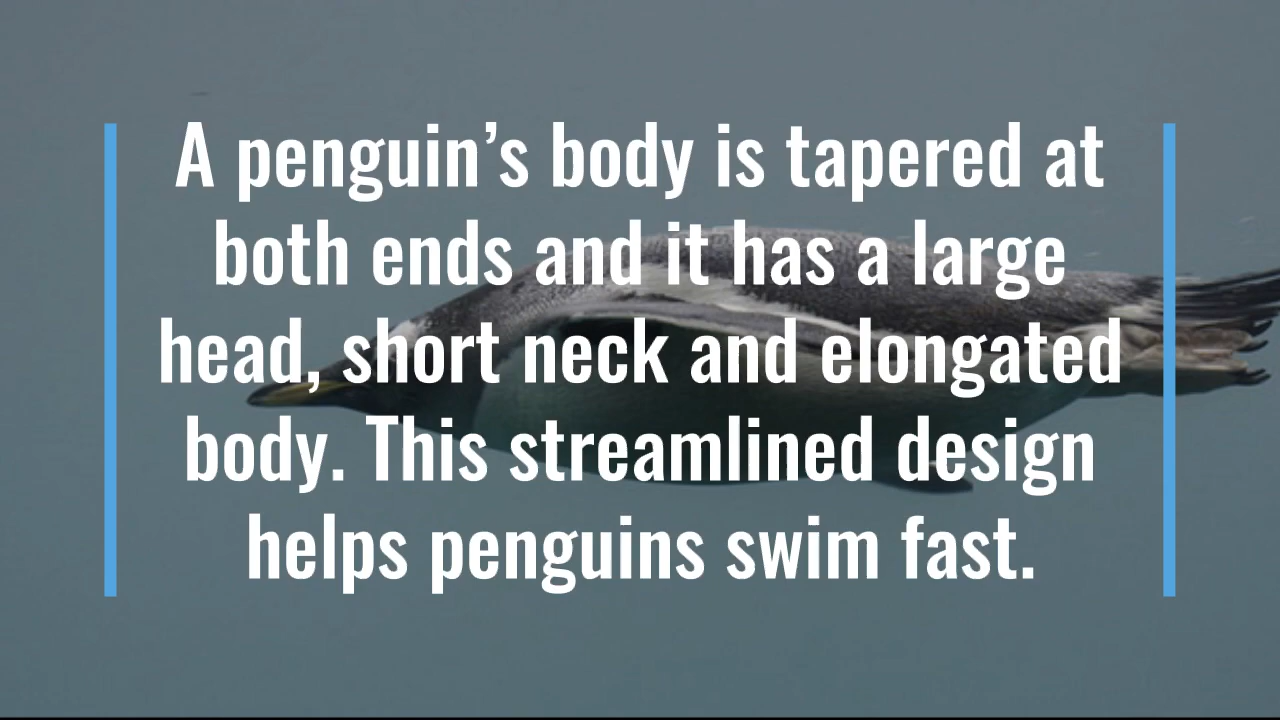 A penguin’s body is tapered at
both ends and it has a large
head, short neck and elongated
body. This streamlined design
helps penguins swim fast.